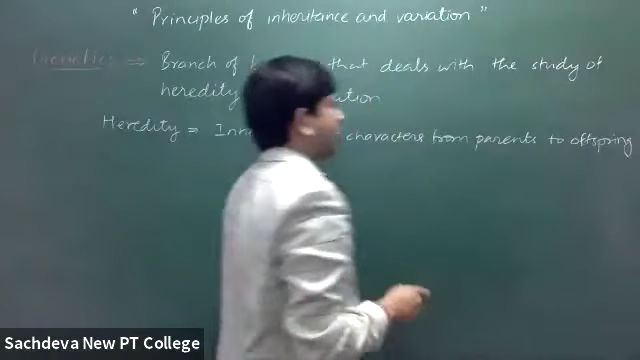 " Principles of inheritance and variation "
Genetics ⇒ Branch of that deals with the study of
heredity
Heredity = characters from parents to offspring
Sachdeva New PT College